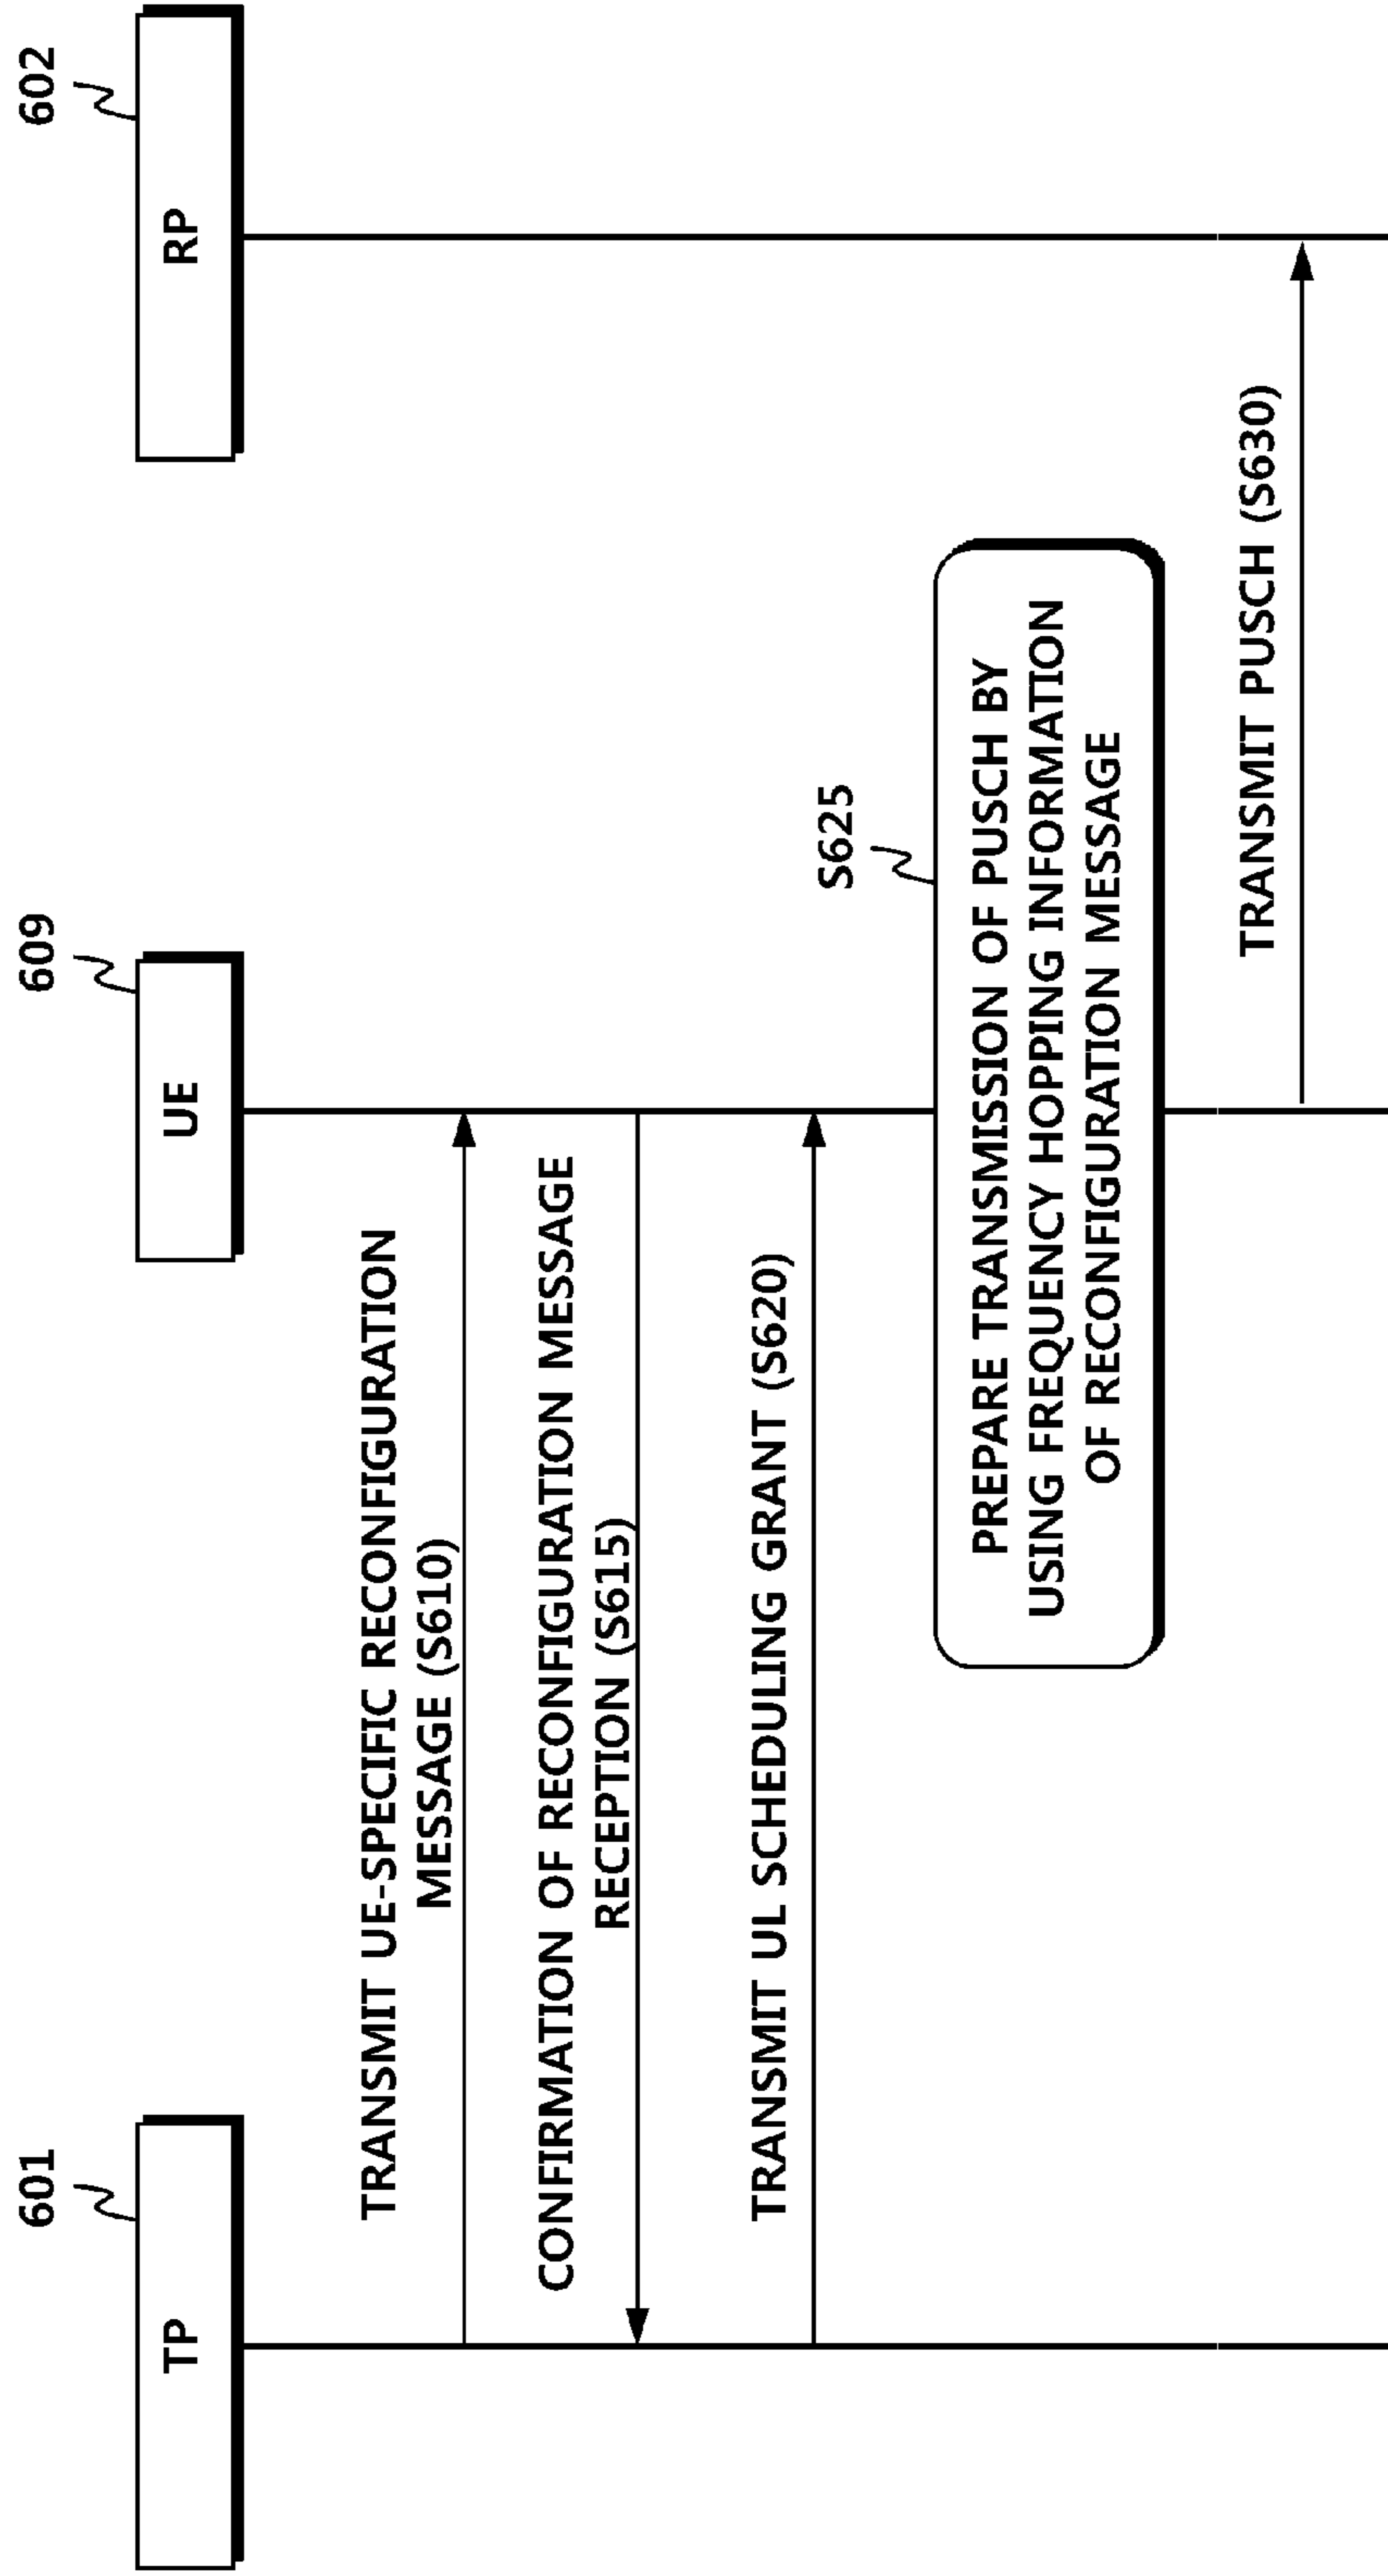 601
609
602
TP
UE
RP
TRANSMIT UE-SPECIFIC RECONFIGURATION
MESSAGE (S610)
CONFIRMATION OF RECONFIGURATION MESSAGE
RECEPTION (S615)
TRANSMIT UL SCHEDULING GRANT (S620)
S625
PREPARE TRANSMISSION OF PUSCH BY
USING FREQUENCY HOPPING INFORMATION
OF RECONFIGURATION MESSAGE
TRANSMIT PUSCH (S630)